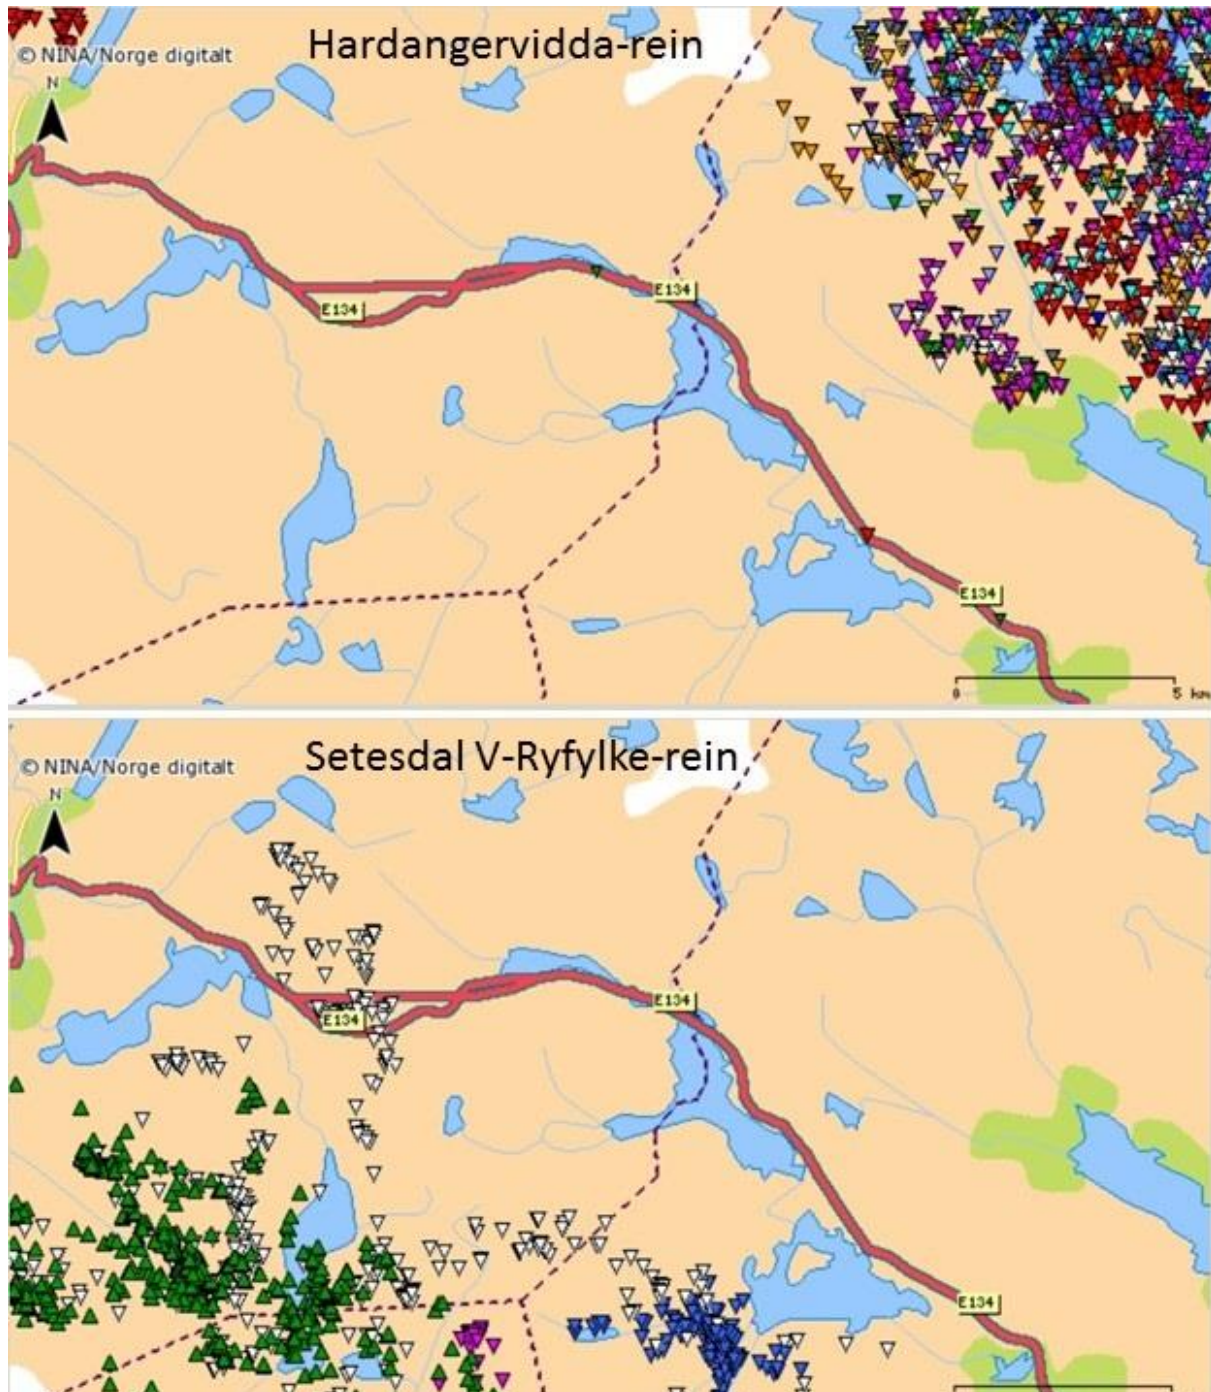 Hardangervidda-rein
© NINA/Norge digitalt
N
E134
E134
E134
0 5 km
Setesdal V-Ryfylke-rein
© NINA/Norge digitalt
N
E134
E134
E134